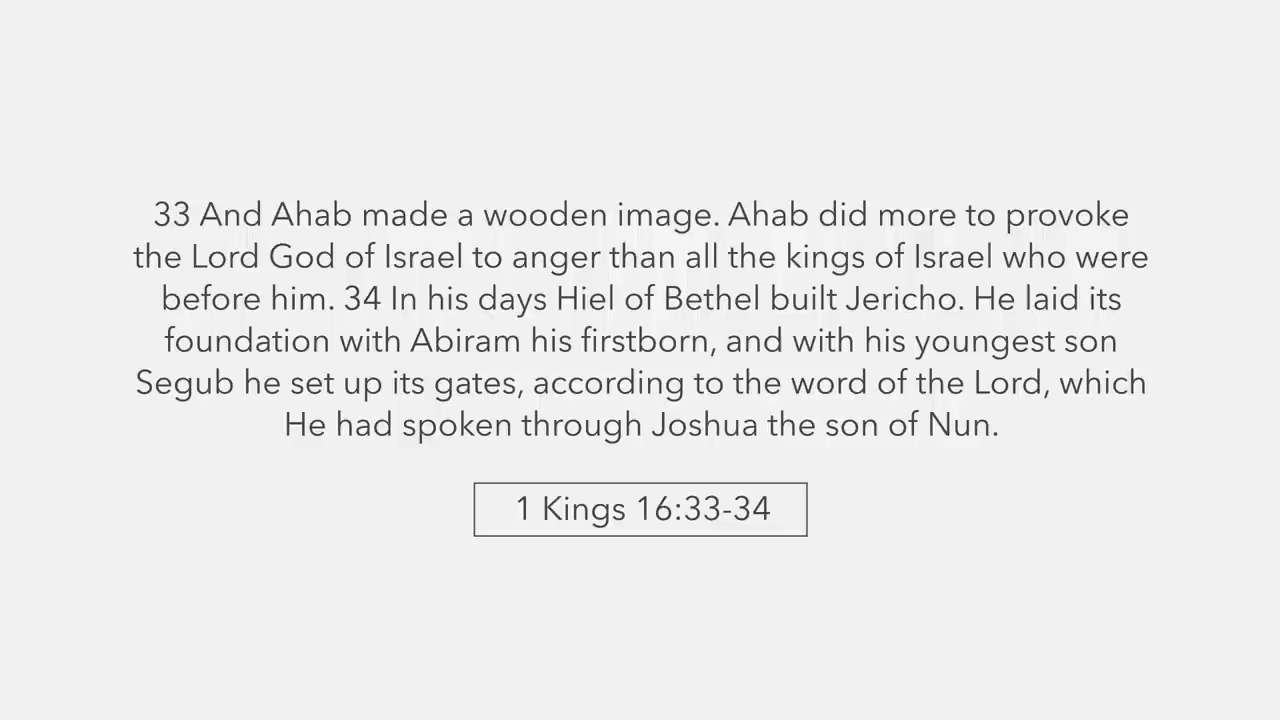 33 And Ahab made a wooden image. Ahab did more to provoke
the Lord God of Israel to anger than all the kings of Israel who were
before him. 34 In his days Hiel of Bethel built Jericho. He laid its
foundation with Abiram his firstborn, and with his youngest son
Segub he set up its gates, according to the word of the Lord, which
He had spoken through Joshua the son of Nun.
1 Kings 16:33-34